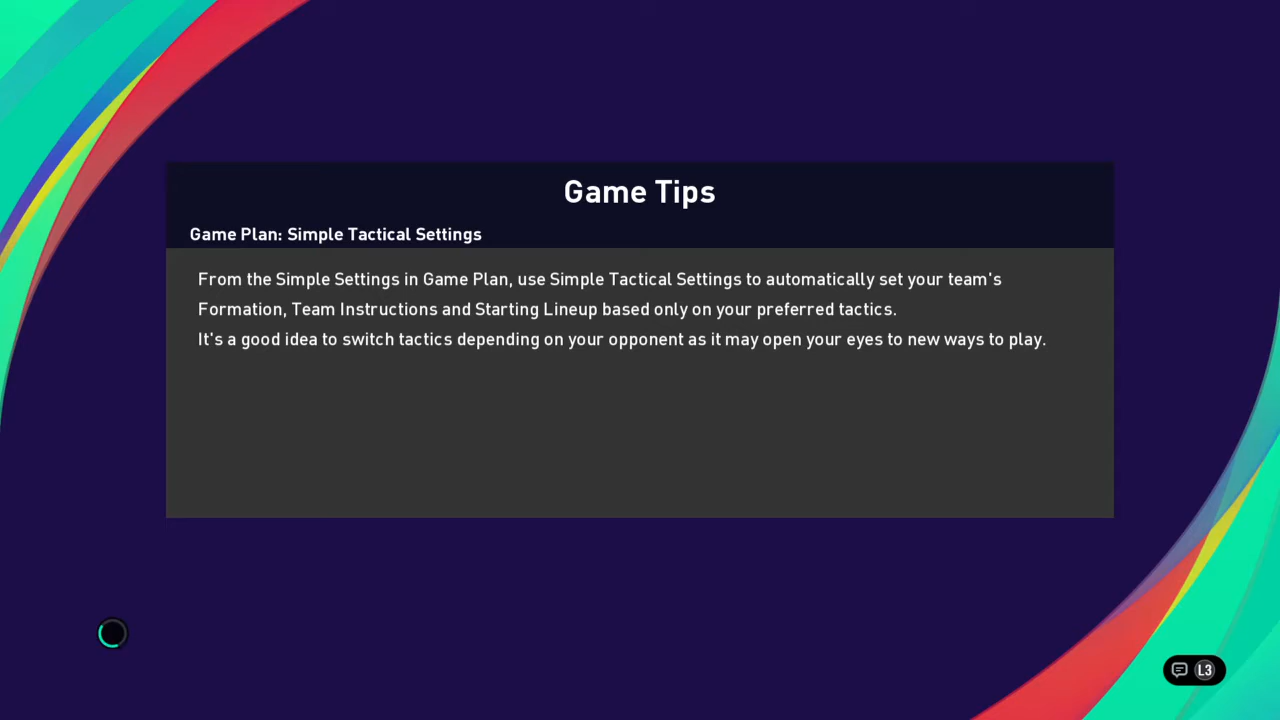 Game Tips
Game Plan: Simple Tactical Settings
From the Simple Settings in Game Plan, use Simple Tactical Settings to automatically set your team's
Formation, Team Instructions and Starting Lineup based only on your preferred tactics.
It's a good idea to switch tactics depending on your opponent as it may open your eyes to new ways to play.
L3